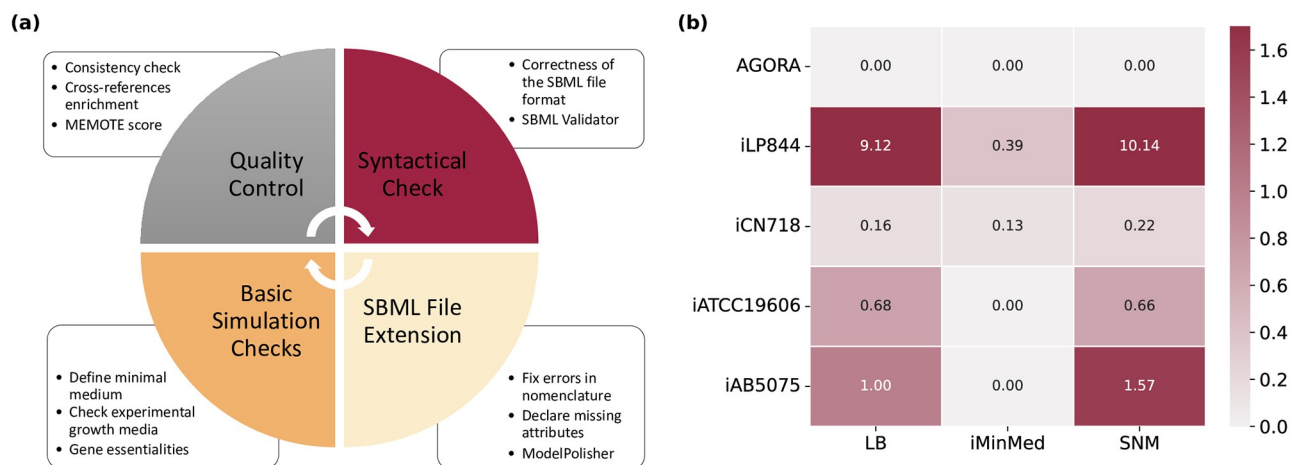 (a)
• Consistency check
• Cross-references
enrichment
• MEMOTE score
• Correctness of
the SBML file
format
• SBML Validator
Quality
Control
Syntactical
Check
Basic
Simulation
Checks
SBML File
Extension
• Define minimal
medium
• Check experimental
growth media
• Gene essentialities
• Fix errors in
nomenclature
• Declare missing
attributes
• ModelPolisher
(b)
AGORA 0.00 0.00 0.00
iLP844 9.12 0.39 10.14
iCN718 0.16 0.13 0.22
iATCC19606 0.68 0.00 0.66
iAB5075 1.00 0.00 1.57
LB iMinMed SNM
1.6
1.4
1.2
1.0
0.8
0.6
0.4
0.2
0.0